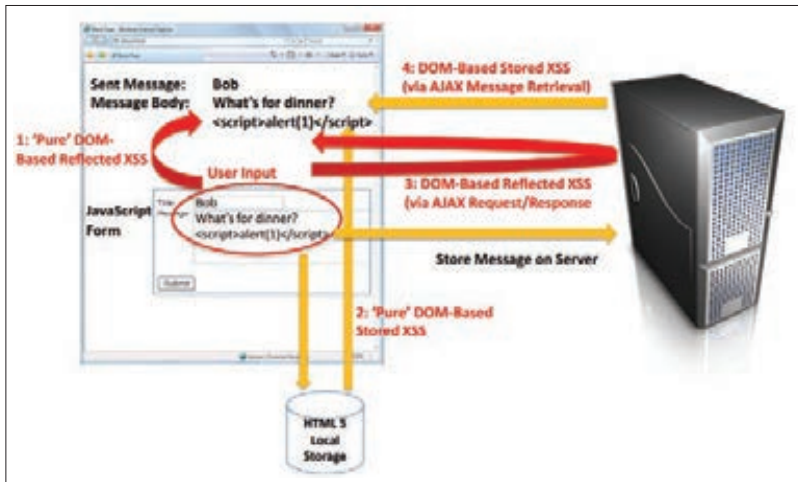 Sent Message: Bob
Message Body: What's for dinner?
<script>alert(1)</script>
4: DOM-Based Stored XSS
(via AJAX Message Retrieval)
1: 'Pure' DOM-
Based Reflected XSS
User Input
3: DOM-Based Reflected XSS
(via AJAX Request/Response
JavaScript
Form
Title
Bob
Message
What's for dinner?
<script>alert(1)</script>
Submit
Store Message on Server
2: 'Pure' DOM-Based
Stored XSS
HTML 5
Local
Storage